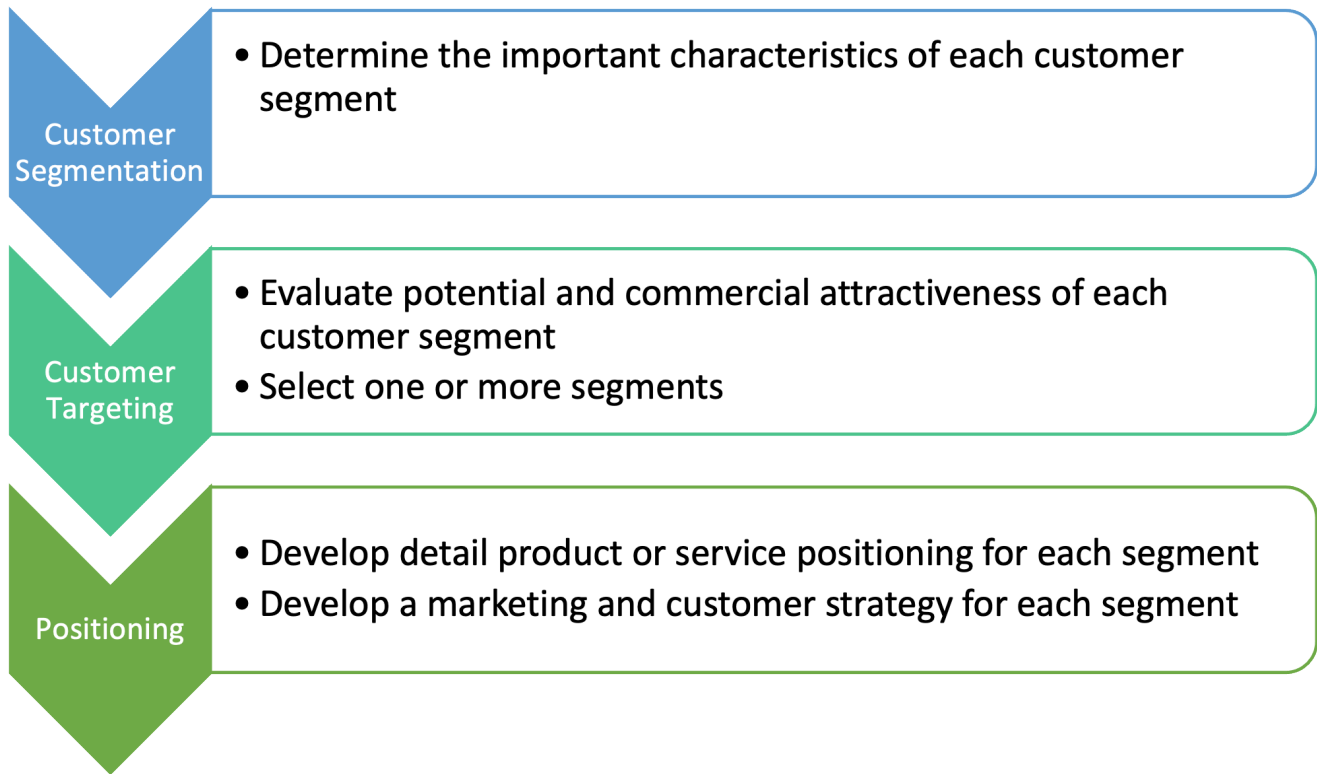 Customer
Segmentation
• Determine the important characteristics of each customer
segment
Customer
Targeting
• Evaluate potential and commercial attractiveness of each
customer segment
• Select one or more segments
Positioning
• Develop detail product or service positioning for each segment
• Develop a marketing and customer strategy for each segment